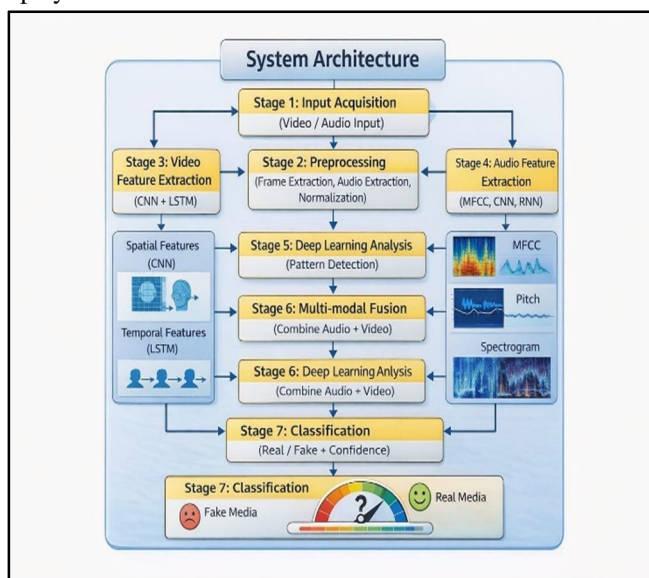 System Architecture
Stage 1: Input Acquisition
(Video / Audio Input)
Stage 3: Video
Feature Extraction
(CNN + LSTM)
Stage 2: Preprocessing
(Frame Extraction, Audio Extraction,
Normalization)
Stage 4: Audio Feature
Extraction
(MFCC, CNN, RNN)
Spatial Features
(CNN)
Temporal Features
(LSTM)
Stage 5: Deep Learning Analysis
(Pattern Detection)
Stage 6: Multi-modal Fusion
(Combine Audio + Video)
Stage 6: Deep Learning Anlysis
(Combine Audio + Video)
MFCC
Pitch
Spectrogram
Stage 7: Classification
(Real / Fake + Confidence)
Stage 7: Classification
Fake Media
?
Real Media